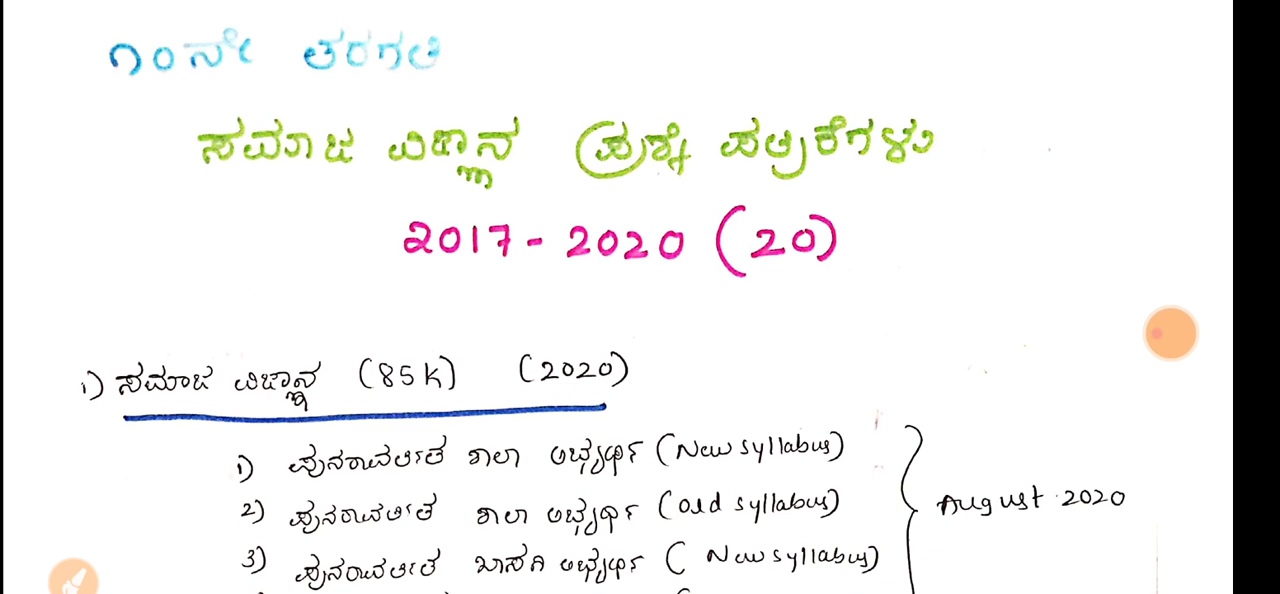 ೧೦ನೇ ತರಗತಿ
ಸಮಾಜ ವಿಜ್ಞಾನ ಪ್ರಶ್ನೆ ಪತ್ರಿಕೆಗಳು
2017 - 2020 (20)
1) ಸಮಾಜ ವಿಜ್ಞಾನ (85K) (2020)
1) ಪುನರಾವರ್ತಿತ ಶಾಲಾ ಅಭ್ಯರ್ಥಿ (New syllabus)
2) ಪುನರಾವರ್ತಿತ ಶಾಲಾ ಅಭ್ಯರ್ಥಿ (old syllabus) August 2020
3) ಪುನರಾವರ್ತಿತ ಖಾಸಗಿ ಅಭ್ಯರ್ಥಿ (New syllabus)